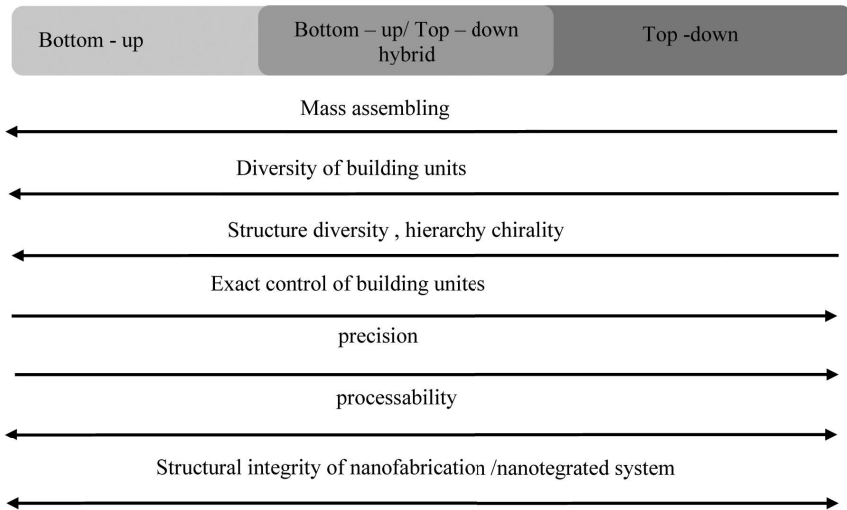 Bottom - up
Bottom – up/ Top – down
hybrid
Top -down
Mass assembling
Diversity of building units
Structure diversity , hierarchy chirality
Exact control of building unites
precision
processability
Structural integrity of nanofabrication /nanotegrated system